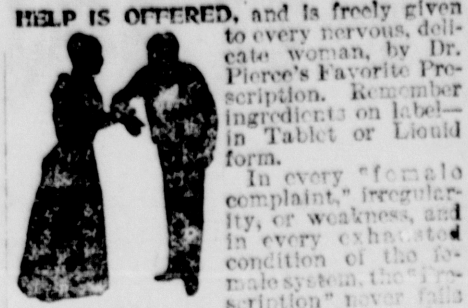 HELP IS OFFERED, and is freely given
to every nervous, deli-
cate woman, by Dr.
Pierce's Favorite Pre-
scription. Remember
ingredients on label—
in Tablet or Liquid
form.
In every "female
complaint," irregular-
ity, or weakness, and
in every exhausted
condition of the fe-
male system, the "Pre-
scription" never fails